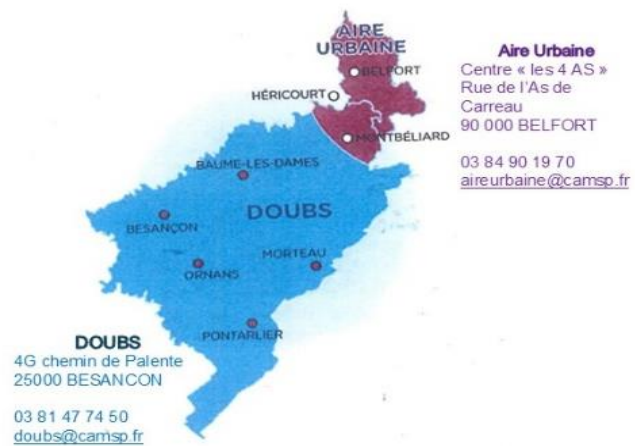 AIRE
URBAINE
BELFORT
HÉRICOURT
MONTBÉLIARD
BAUME-LES-DAMES
DOUBS
BESANÇON
MORTEAU
ORNANS
PONTARLIER
Aire Urbaine
Centre « les 4 AS »
Rue de l'As de
Carreau
90 000 BELFORT
03 84 90 19 70
aireurbaine@camsp.fr
DOUBS
4G chemin de Palente
25000 BESANCON
03 81 47 74 50
doubs@camsp.fr